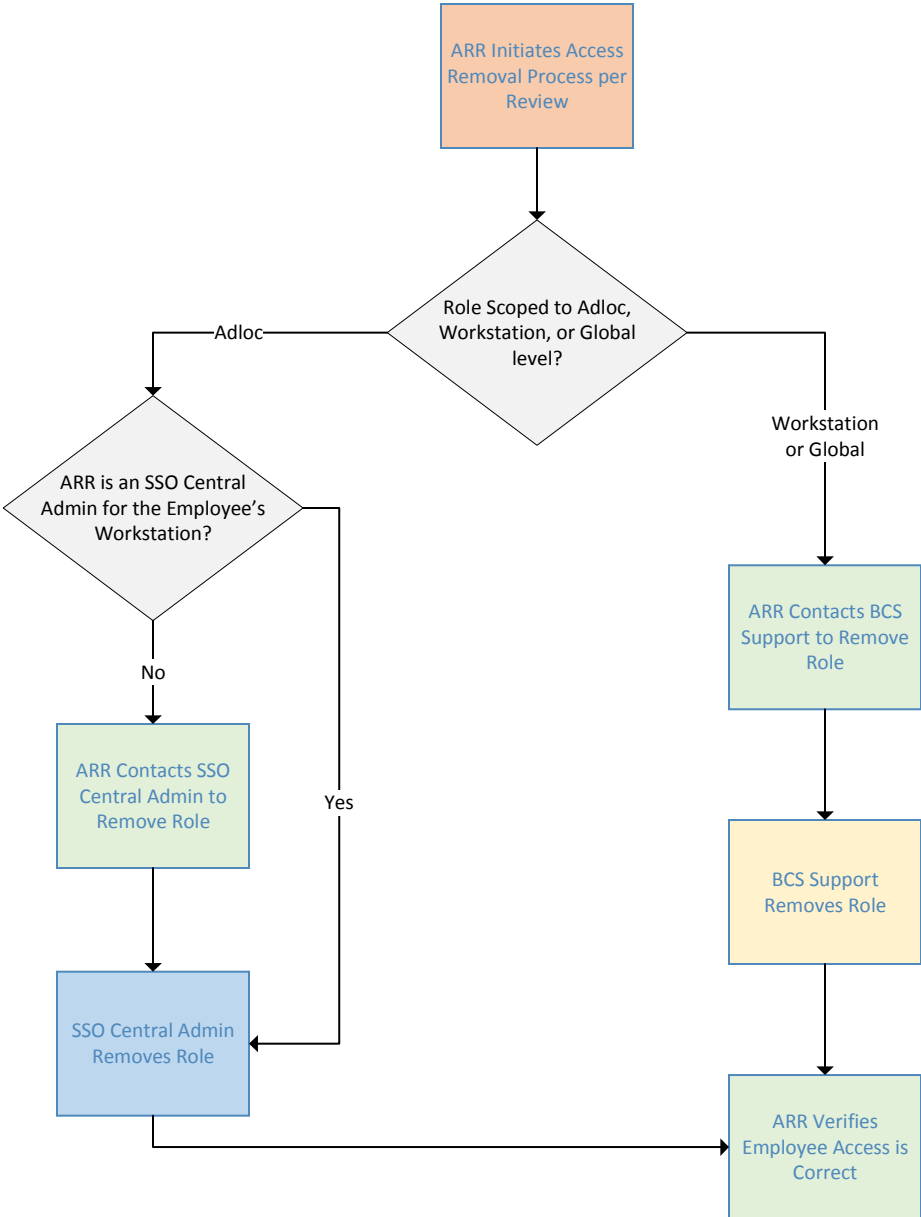 ARR Initiates Access
Removal Process per
Review
Role Scoped to Adloc,
Workstation, or Global
level?
Adloc
Workstation
or Global
ARR is an SSO Central
Admin for the Employee’s
Workstation?
No
Yes
ARR Contacts SSO
Central Admin to
Remove Role
SSO Central Admin
Removes Role
ARR Contacts BCS
Support to Remove
Role
BCS Support
Removes Role
ARR Verifies
Employee Access is
Correct